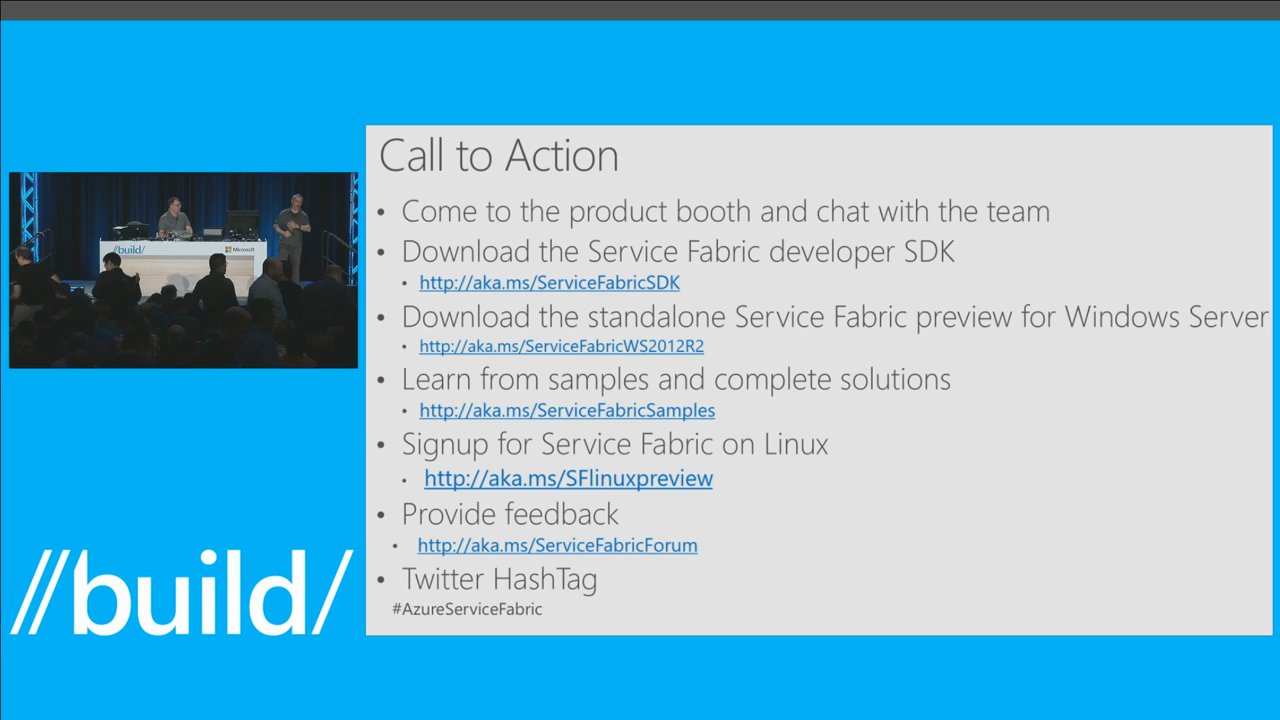 Call to Action
• Come to the product booth and chat with the team
• Download the Service Fabric developer SDK
• http://aka.ms/ServiceFabricSDK
• Download the standalone Service Fabric preview for Windows Server
• http://aka.ms/ServiceFabricWS2012R2
• Learn from samples and complete solutions
• http://aka.ms/ServiceFabricSamples
• Signup for Service Fabric on Linux
• http://aka.ms/SFlinuxpreview
• Provide feedback
• http://aka.ms/ServiceFabricForum
• Twitter HashTag
#AzureServiceFabric
//build/
Microsoft
//build/